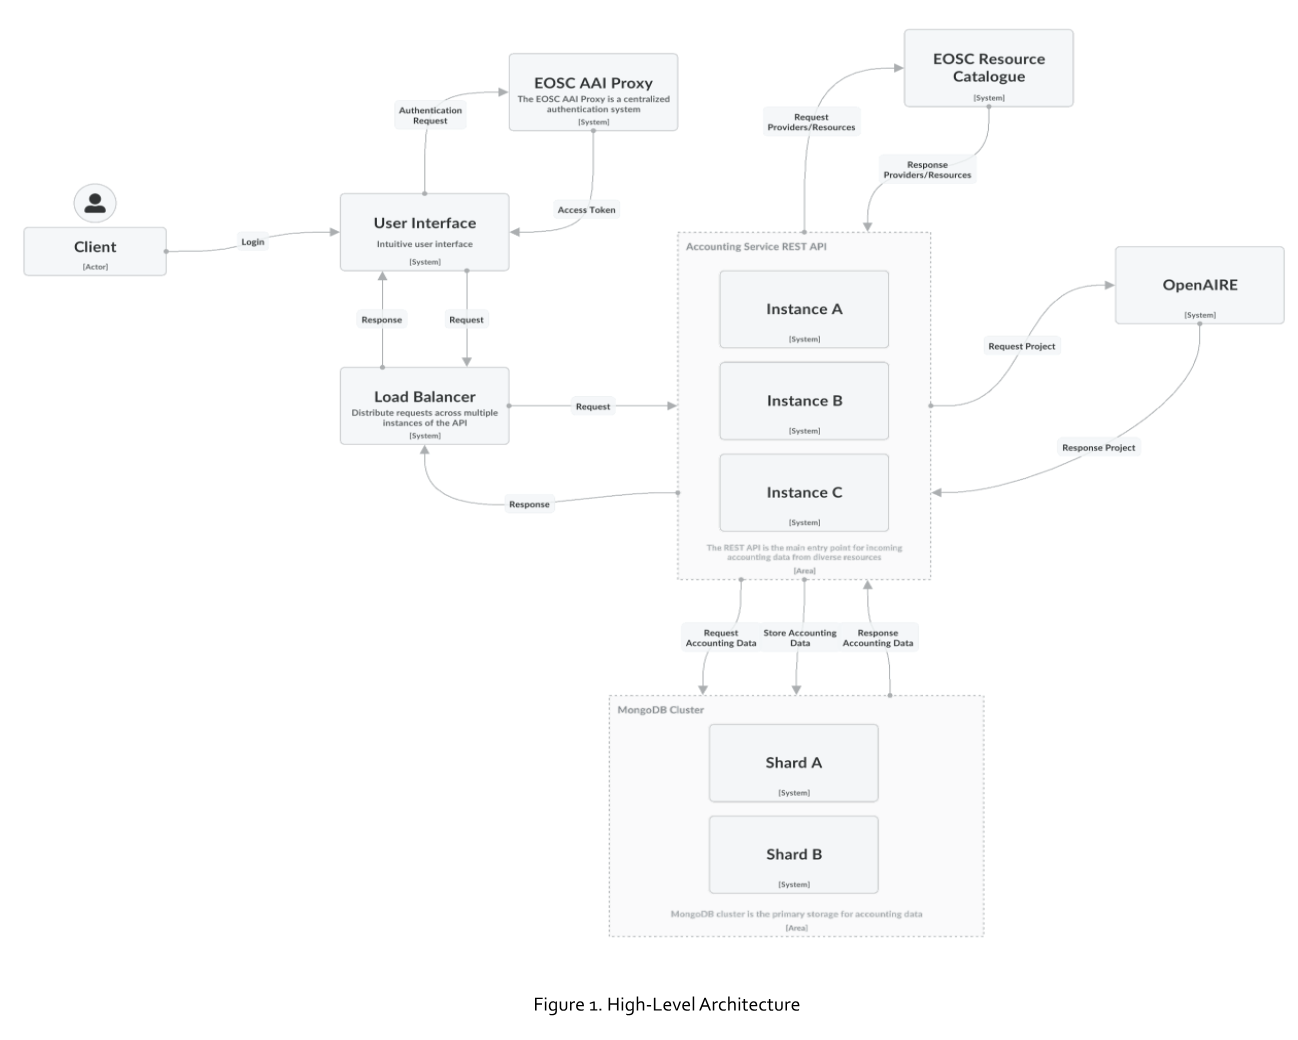 EOSC AAI Proxy
The EOSC AAI Proxy is a centralized
authentication system
[System]
EOSC Resource
Catalogue
[System]
Authentication
Request
Request
Providers/Resources
Response
Providers/Resources
Access Token
Client
[Actor]
Login
User Interface
Intuitive user interface
[System]
Response
Request
Load Balancer
Distribute requests across multiple
instances of the API
[System]
Request
Response
Accounting Service REST API
Instance A
[System]
Instance B
[System]
Instance C
[System]
The REST API is the main entry point for incoming
accounting data from diverse resources
[Area]
OpenAIRE
[System]
Request Project
Response Project
Request
Accounting Data
Store Accounting
Data
Response
Accounting Data
MongoDB Cluster
Shard A
[System]
Shard B
[System]
MongoDB cluster is the primary storage for accounting data
[Area]
Figure 1. High-Level Architecture